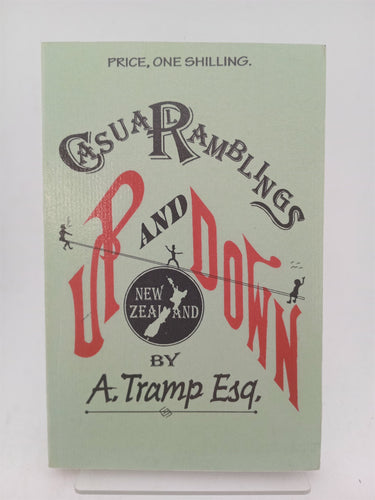 PRICE, ONE SHILLING.
CASUAL RAMBLINGS
UP AND DOWN
NEW
ZEALAND
BY
A. Tramp Esq.